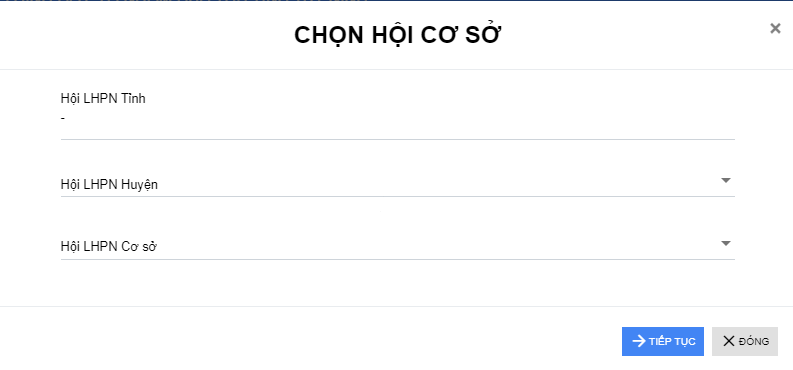 CHỌN HỘI CƠ SỞ
×
Hội LHPN Tỉnh
-
Hội LHPN Huyện
Hội LHPN Cơ sở
TIẾP TỤC
ĐÓNG